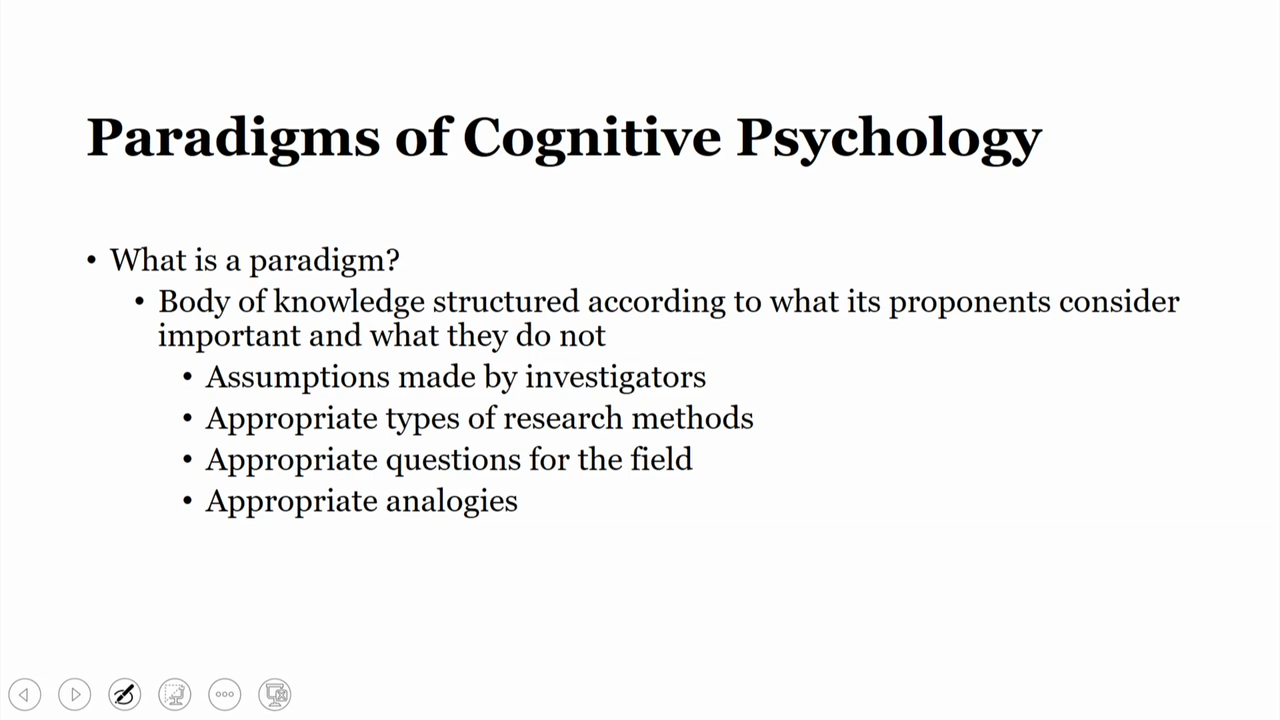 Paradigms of Cognitive Psychology
• What is a paradigm?
• Body of knowledge structured according to what its proponents consider
important and what they do not
• Assumptions made by investigators
• Appropriate types of research methods
• Appropriate questions for the field
• Appropriate analogies